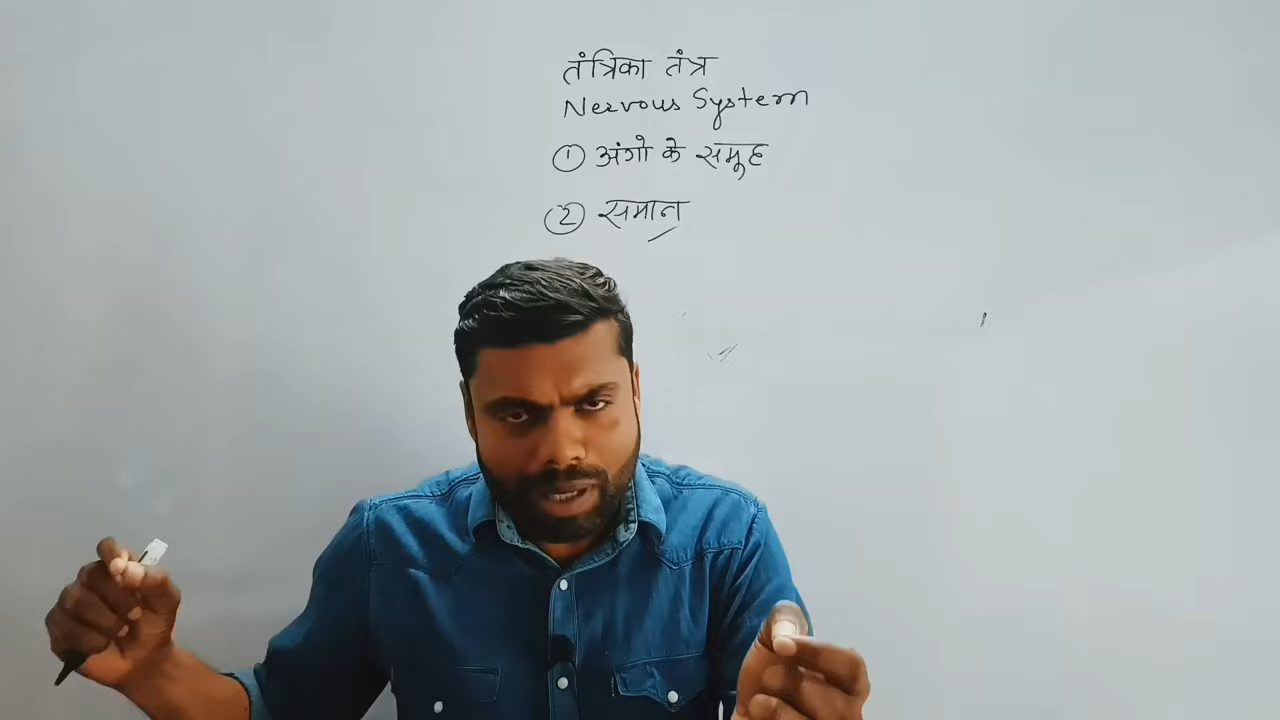 तंत्रिका तंत्र
Nervous System
① अंगो के समूह
② समान